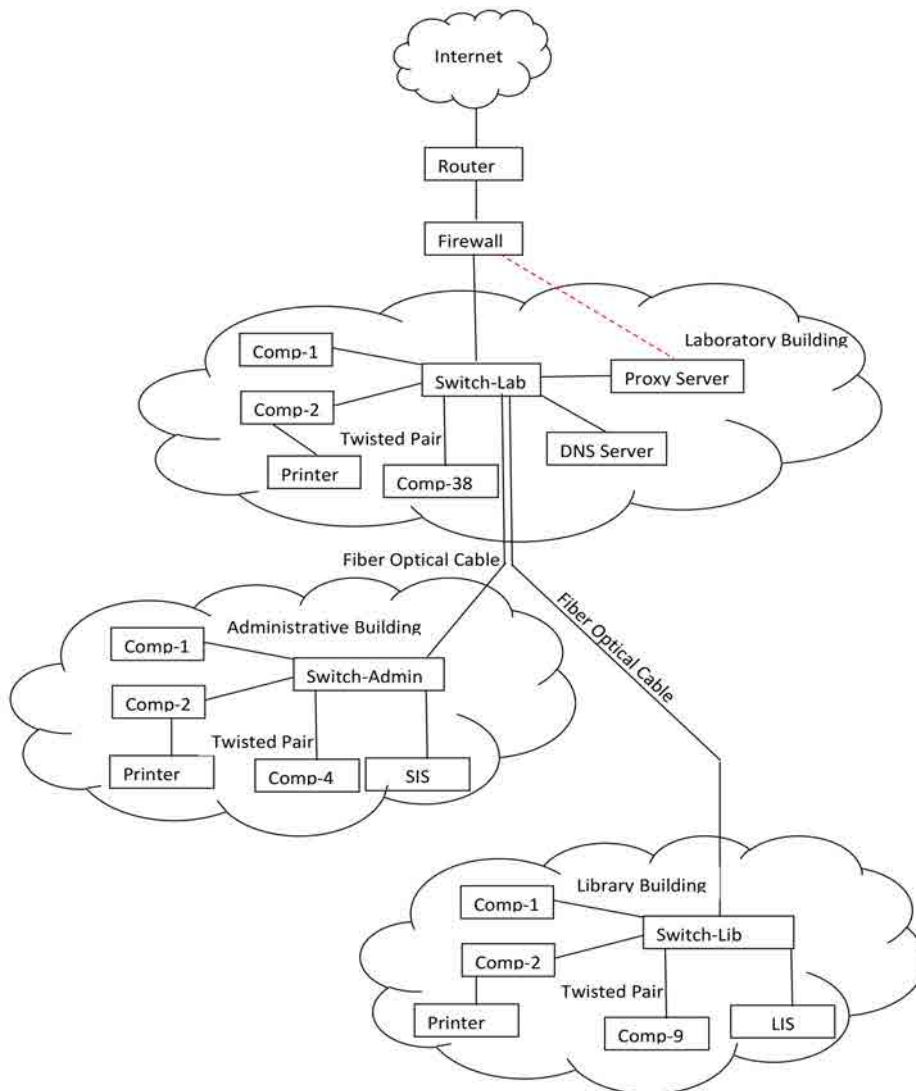 Internet
Router
Firewall
Laboratory Building
Comp-1
Switch-Lab
Proxy Server
Comp-2
Twisted Pair
DNS Server
Printer
Comp-38
Fiber Optical Cable
Fiber Optical Cable
Administrative Building
Comp-1
Switch-Admin
Comp-2
Twisted Pair
Printer
Comp-4
SIS
Library Building
Comp-1
Switch-Lib
Comp-2
Twisted Pair
Printer
Comp-9
LIS